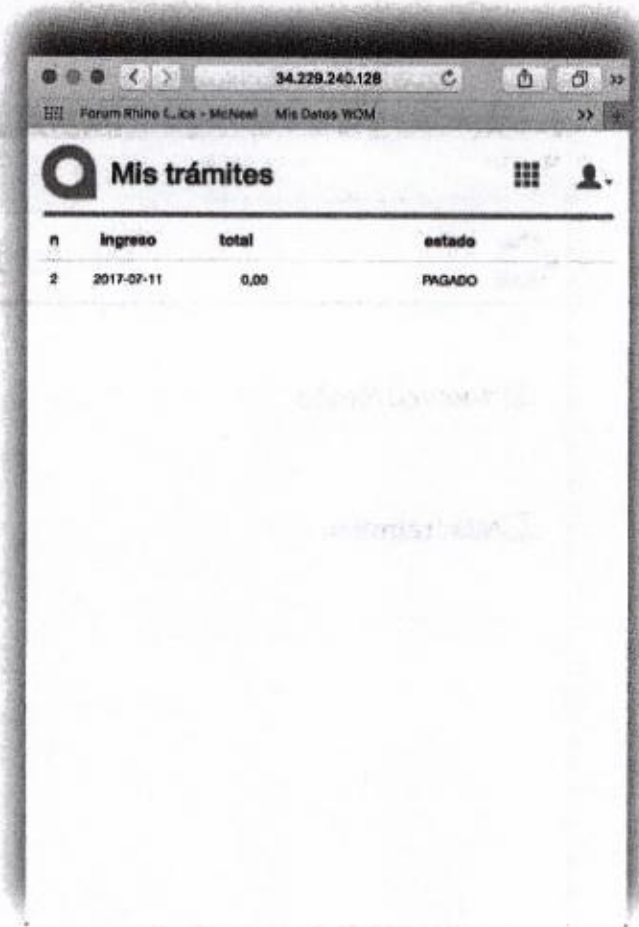 34.229.240.128
Forum Rhino - McNeel Mis Datos WOM
Mis trámites
n ingreso total estado
2 2017-07-11 0,00 PAGADO